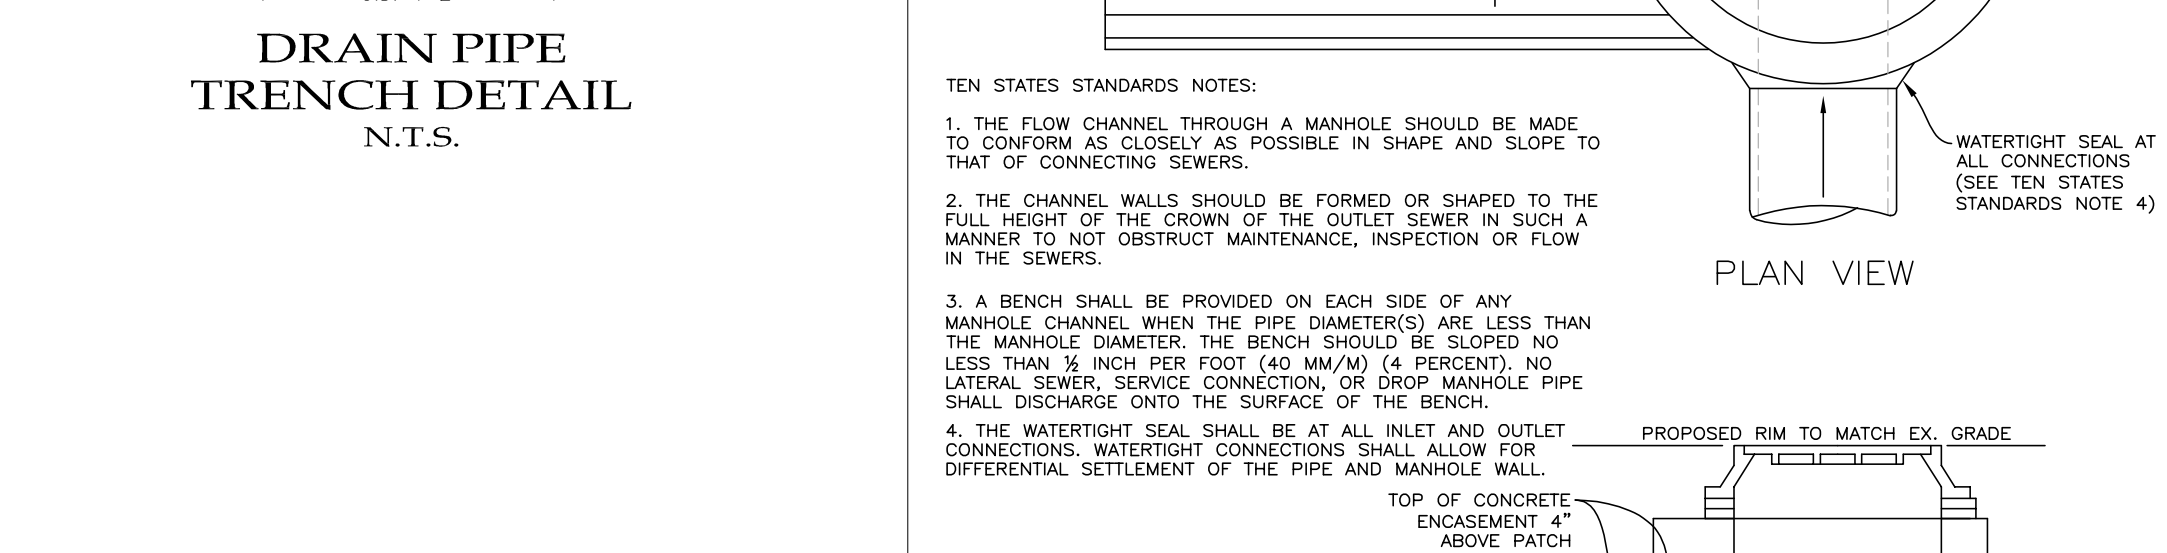 DRAIN PIPE
TRENCH DETAIL
N.T.S.
TEN STATES STANDARDS NOTES:
1. THE FLOW CHANNEL THROUGH A MANHOLE SHOULD BE MADE
TO CONFORM AS CLOSELY AS POSSIBLE IN SHAPE AND SLOPE TO
THAT OF CONNECTING SEWERS.
2. THE CHANNEL WALLS SHOULD BE FORMED OR SHAPED TO THE
FULL HEIGHT OF THE CROWN OF THE OUTLET SEWER IN SUCH A
MANNER TO NOT OBSTRUCT MAINTENANCE, INSPECTION OR FLOW
IN THE SEWERS.
3. A BENCH SHALL BE PROVIDED ON EACH SIDE OF ANY
MANHOLE CHANNEL WHEN THE PIPE DIAMETER(S) ARE LESS THAN
THE MANHOLE DIAMETER. THE BENCH SHOULD BE SLOPED NO
LESS THAN ½ INCH PER FOOT (40 MM/M) (4 PERCENT). NO
LATERAL SEWER, SERVICE CONNECTION, OR DROP MANHOLE PIPE
SHALL DISCHARGE ONTO THE SURFACE OF THE BENCH.
4. THE WATERTIGHT SEAL SHALL BE AT ALL INLET AND OUTLET
CONNECTIONS. WATERTIGHT CONNECTIONS SHALL ALLOW FOR
DIFFERENTIAL SETTLEMENT OF THE PIPE AND MANHOLE WALL.
WATERTIGHT SEAL AT
ALL CONNECTIONS
(SEE TEN STATES
STANDARDS NOTE 4)
PLAN VIEW
PROPOSED RIM TO MATCH EX. GRADE
TOP OF CONCRETE
ENCASEMENT 4”
ABOVE PATCH